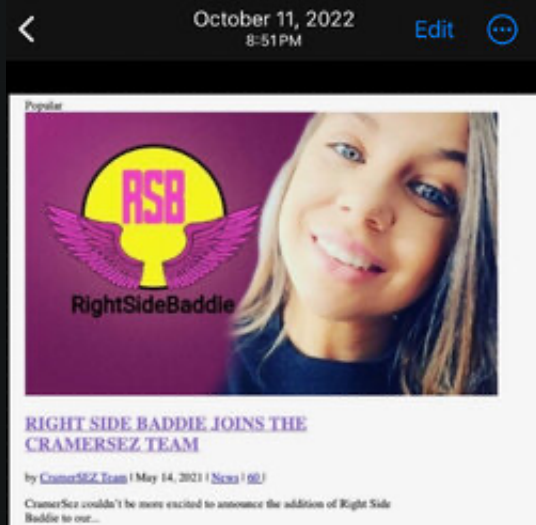 October 11, 2022
8:51 PM
Edit
Popular
RSB
RightSideBaddie
RIGHT SIDE BADDIE JOINS THE
CRAMERSEZ TEAM
by CramerSEZ Team | May 14, 2021 | News | 60 |
CramerSez couldn't be more excited to announce the addition of Right Side
Baddie to our...